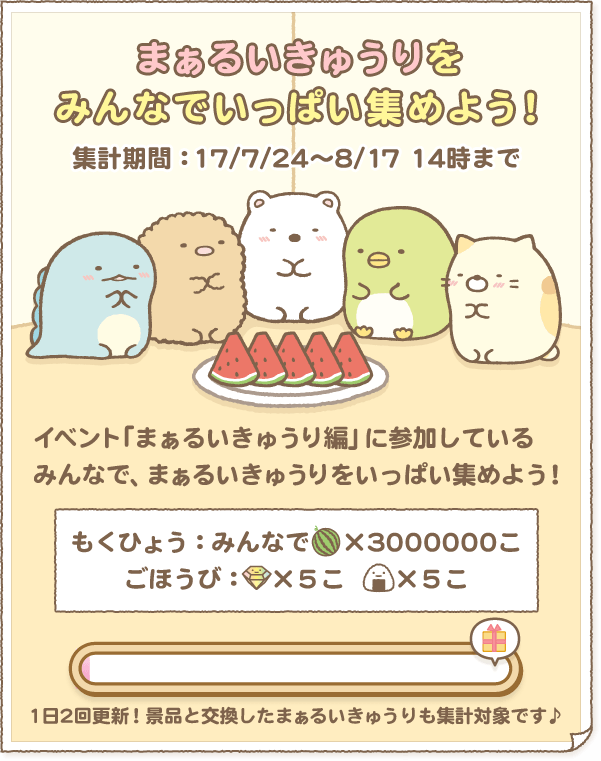 まぁるいきゅうりを
みんなでいっぱい集めよう！
集計期間：17/7/24～8/17 14時まで
イベント「まぁるいきゅうり編」に参加している
みんなで、まぁるいきゅうりをいっぱい集めよう！
もくひょう：みんなで×3000000こ
ごほうび：×５こ ×５こ
1日2回更新！景品と交換したまぁるいきゅうりも集計対象です♪